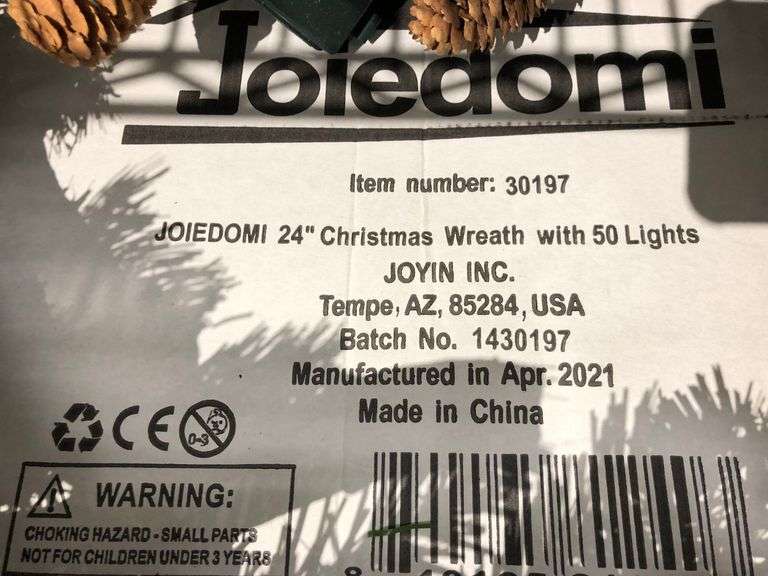 Joiedomi
Item number: 30197
JOIEDOMI 24" Christmas Wreath with 50 Lights
JOYIN INC.
Tempe, AZ, 85284, USA
Batch No. 1430197
Manufactured in Apr. 2021
Made in China
CE 0-3
WARNING:
CHOKING HAZARD - SMALL PARTS
NOT FOR CHILDREN UNDER 3 YEARS